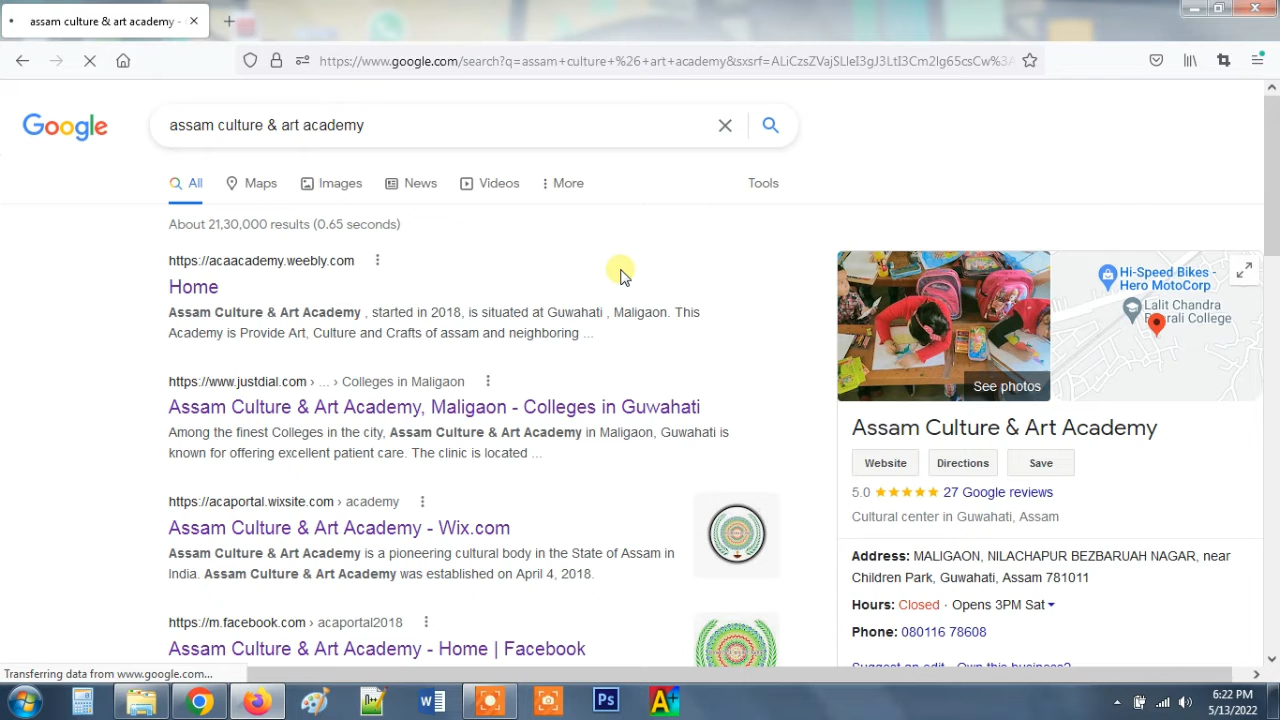 assam culture & art academy -
https://www.google.com/search?q=assam+culture+%26+art+academy&sxsrf=ALiCzsZVajSLleI3gJ3LtI3Cm2lg65csCw%3A
Google
assam culture & art academy
All
Maps
Images
News
Videos
More
Tools
About 21,30,000 results (0.65 seconds)
https://acaacademy.weebly.com
Home
Assam Culture & Art Academy , started in 2018, is situated at Guwahati , Maligaon. This
Academy is Provide Art, Culture and Crafts of assam and neighboring ...
https://www.justdial.com › ... › Colleges in Maligaon
Assam Culture & Art Academy, Maligaon - Colleges in Guwahati
Among the finest Colleges in the city, Assam Culture & Art Academy in Maligaon, Guwahati is
known for offering excellent patient care. The clinic is located ...
https://acaportal.wixsite.com › academy
Assam Culture & Art Academy - Wix.com
Assam Culture & Art Academy is a pioneering cultural body in the State of Assam in
India. Assam Culture & Art Academy was established on April 4, 2018.
https://m.facebook.com › acaportal2018
Assam Culture & Art Academy - Home | Facebook
See photos
Hi-Speed Bikes -
Hero MotoCorp
Lalit Chandra
Bharali College
Assam Culture & Art Academy
Website
Directions
Save
5.0
27 Google reviews
Cultural center in Guwahati, Assam
Address: MALIGAON, NILACHAPUR BEZBARUAH NAGAR, near
Children Park, Guwahati, Assam 781011
Hours: Closed · Opens 3PM Sat
Phone: 080116 78608
Suggest an edit · Own this business?
Transferring data from www.google.com...
W
Ps
A+
6:22 PM
5/13/2022